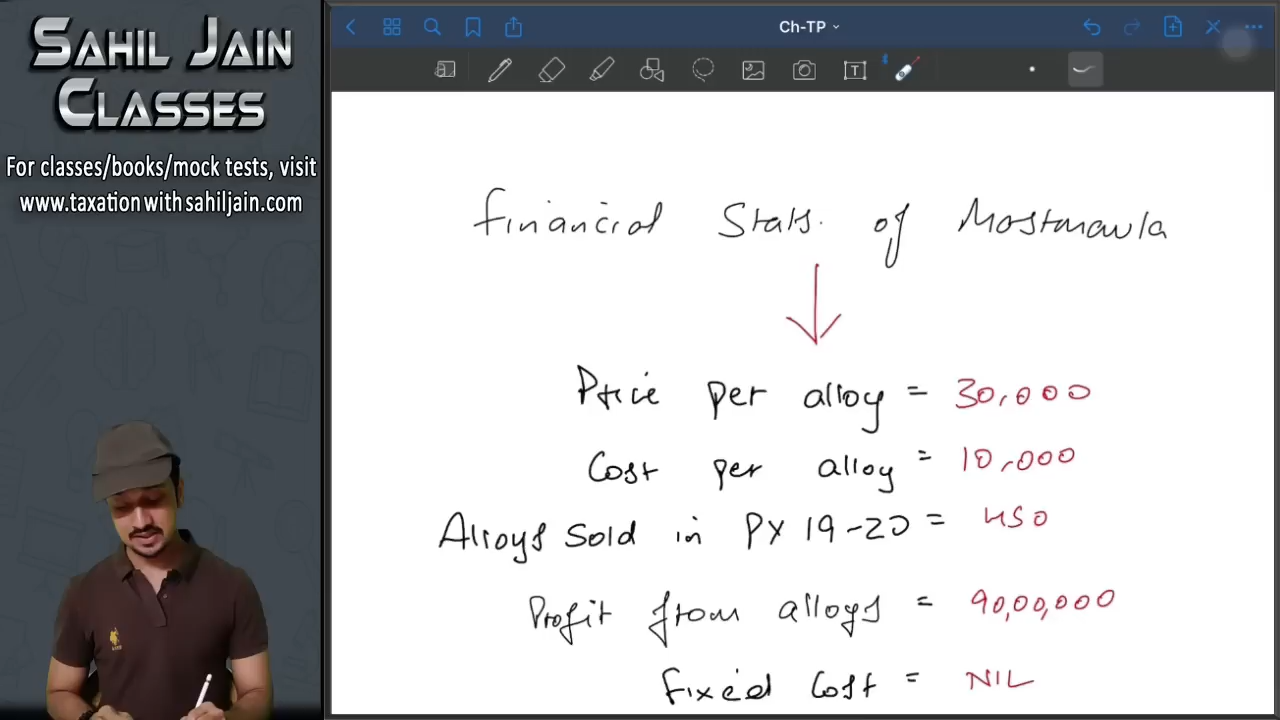 SAHIL JAIN
CLASSES
For classes/books/mock tests, visit
www.taxationwithsahiljain.com
Ch-TP
T
Financial Stats. of Mostmaula
Price per alloy = 30,000
Cost per alloy = 10,000
Alloys sold in PY 19-20 = 450
Profit from alloys = 90,00,000
Fixed Cost = NIL